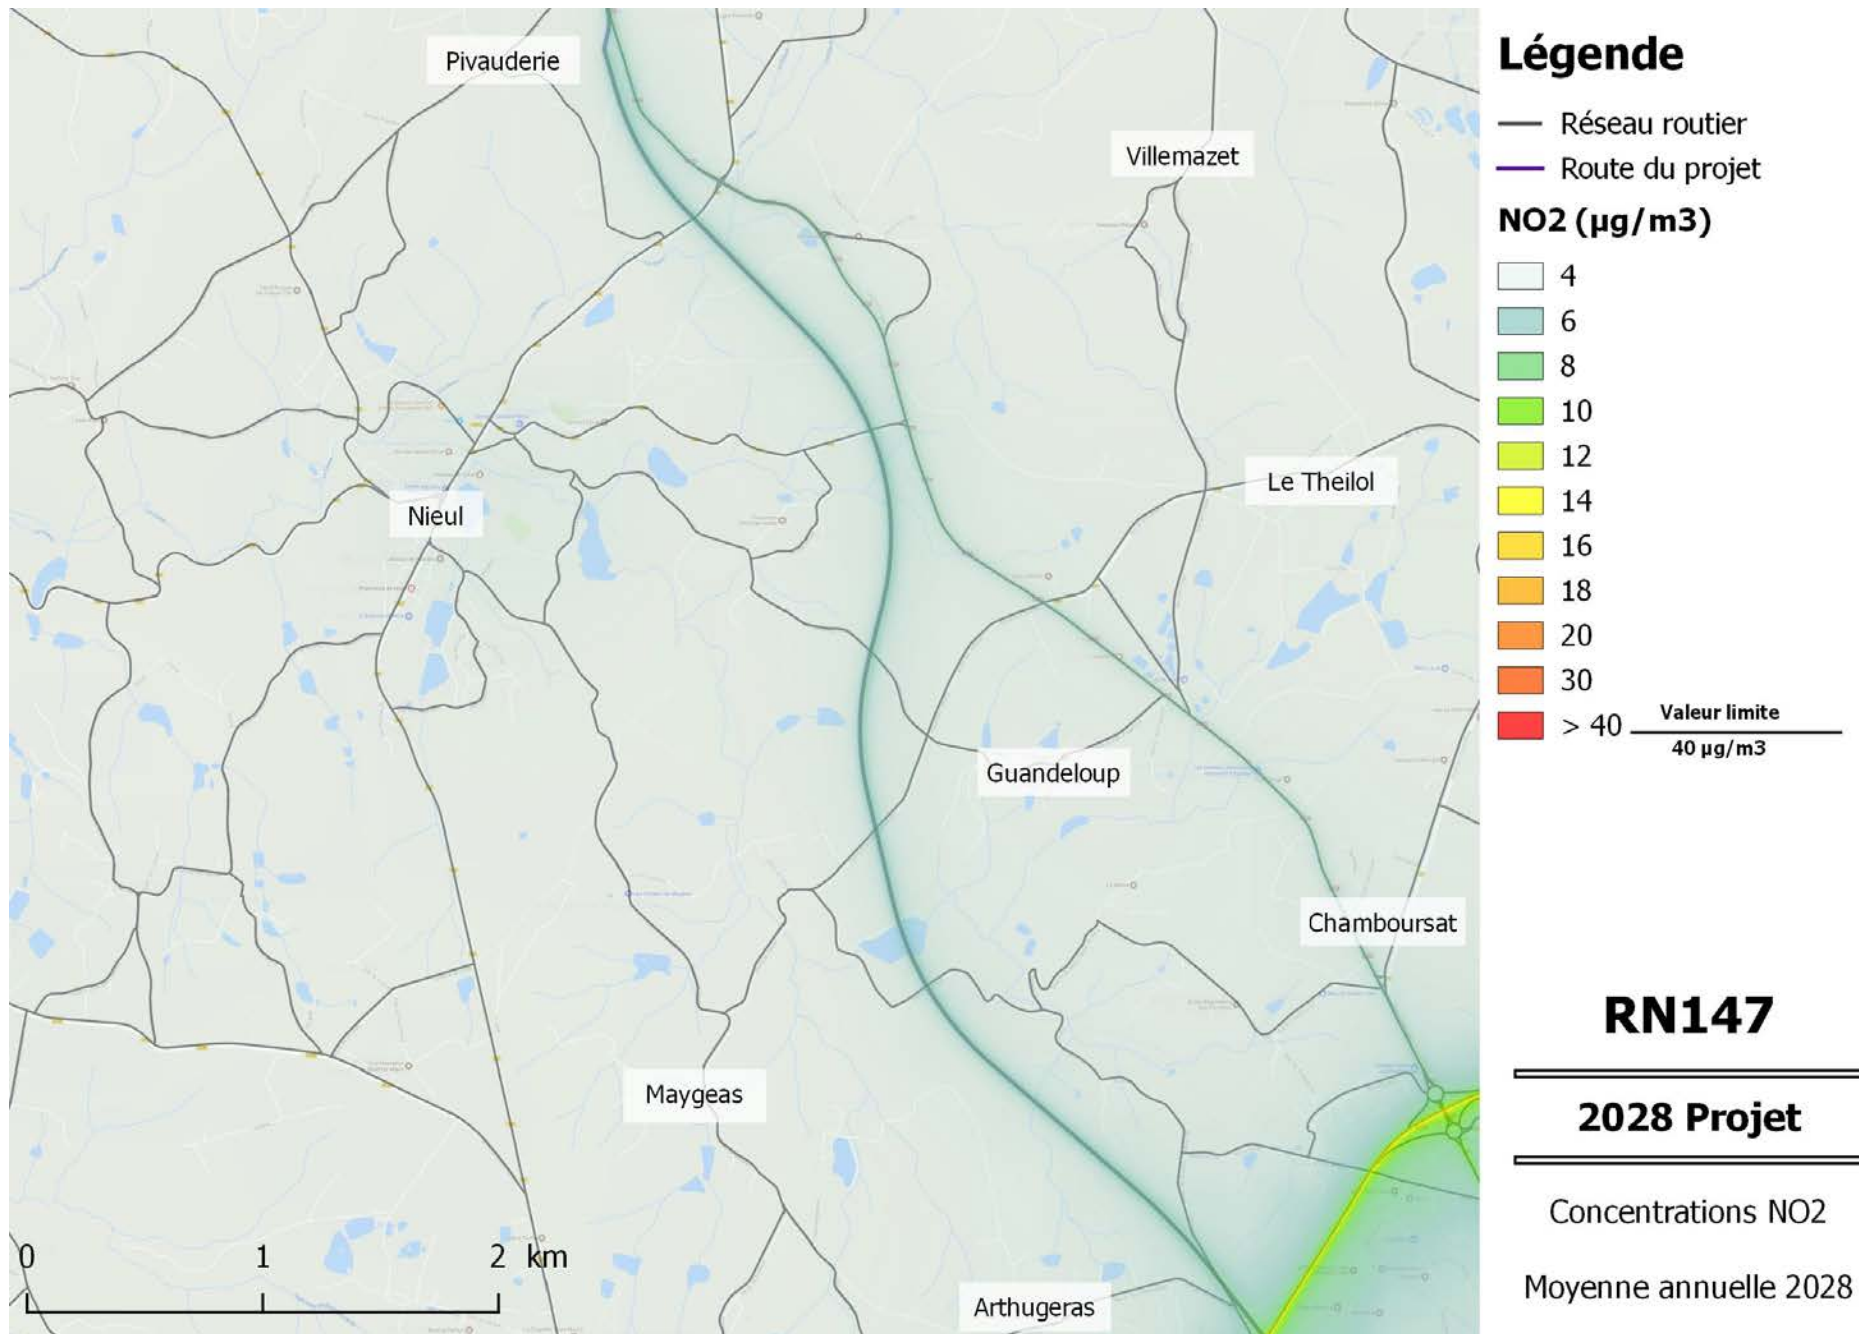 Pivauderie
Villemazet
Le Theilol
Nieul
Guandeloup
Chamboursat
Maygeas
Arthugeras
0 1 2 km
Légende
Réseau routier
Route du projet
NO2 (µg/m3)
4
6
8
10
12
14
16
18
20
30
> 40
Valeur limite
40 µg/m3
RN147
2028 Projet
Concentrations NO2
Moyenne annuelle 2028